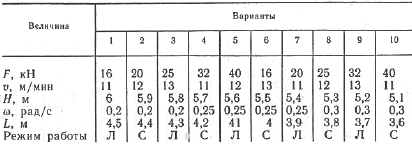 Величина Варианты
1 2 3 4 5 6 7 8 9 10
F, кН 16 20 25 32 40 16 20 25 32 40
v, м/мин 11 12 13 11 12 13 11 12 13 11
H, м 6 5,9 5,8 5,7 5,6 5,5 5,4 5,3 5,2 5,1
ω, рад/с 0,2 0,2 0,2 0,25 0,25 0,25 0,25 0,3 0,3 0,3
L, м 4,5 4,4 4,3 4,2 41 4 3,9 3,8 3,7 3,6
Режим работы Л С Л С Л С Л С Л С